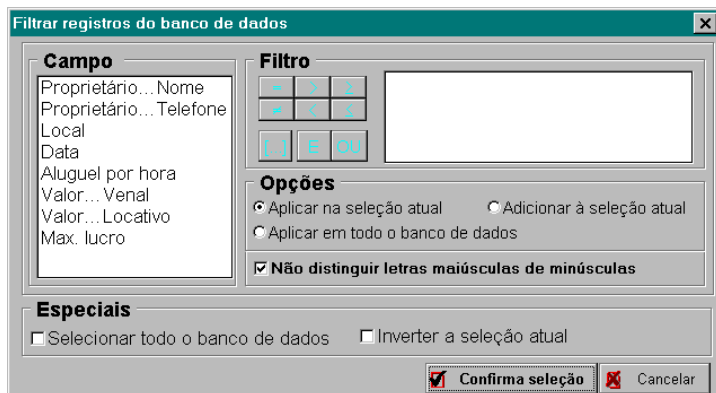 Filtrar registros do banco de dados
Campo
Proprietário...Nome
Proprietário...Telefone
Local
Data
Aluguel por hora
Valor...Venal
Valor...Locativo
Max. lucro
Filtro
= > ≥
≠ < ≤
[..] E OU
Opções
Aplicar na seleção atual Adicionar à seleção atual
Aplicar em todo o banco de dados
Não distinguir letras maiúsculas de minúsculas
Especiais
Selecionar todo o banco de dados Inverter a seleção atual
Confirma seleção Cancelar